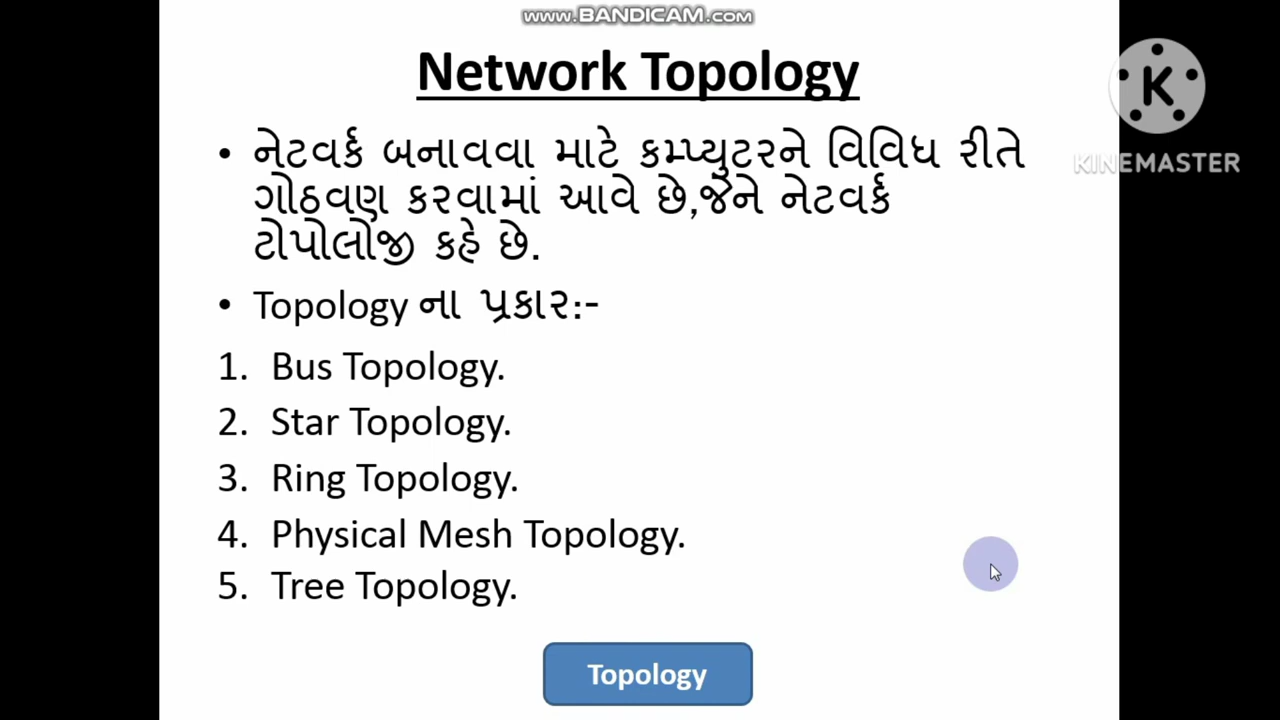 www.BANDICAM.com
Network Topology
K
KINEMASTER
• નેટવર્ક બનાવવા માટે કમ્પ્યુટરને વિવિધ રીતે
ગોઠવણ કરવામાં આવે છે,જેને નેટવર્ક
ટોપોલોજી કહે છે.
• Topology ના પ્રકાર:-
1. Bus Topology.
2. Star Topology.
3. Ring Topology.
4. Physical Mesh Topology.
5. Tree Topology.
Topology